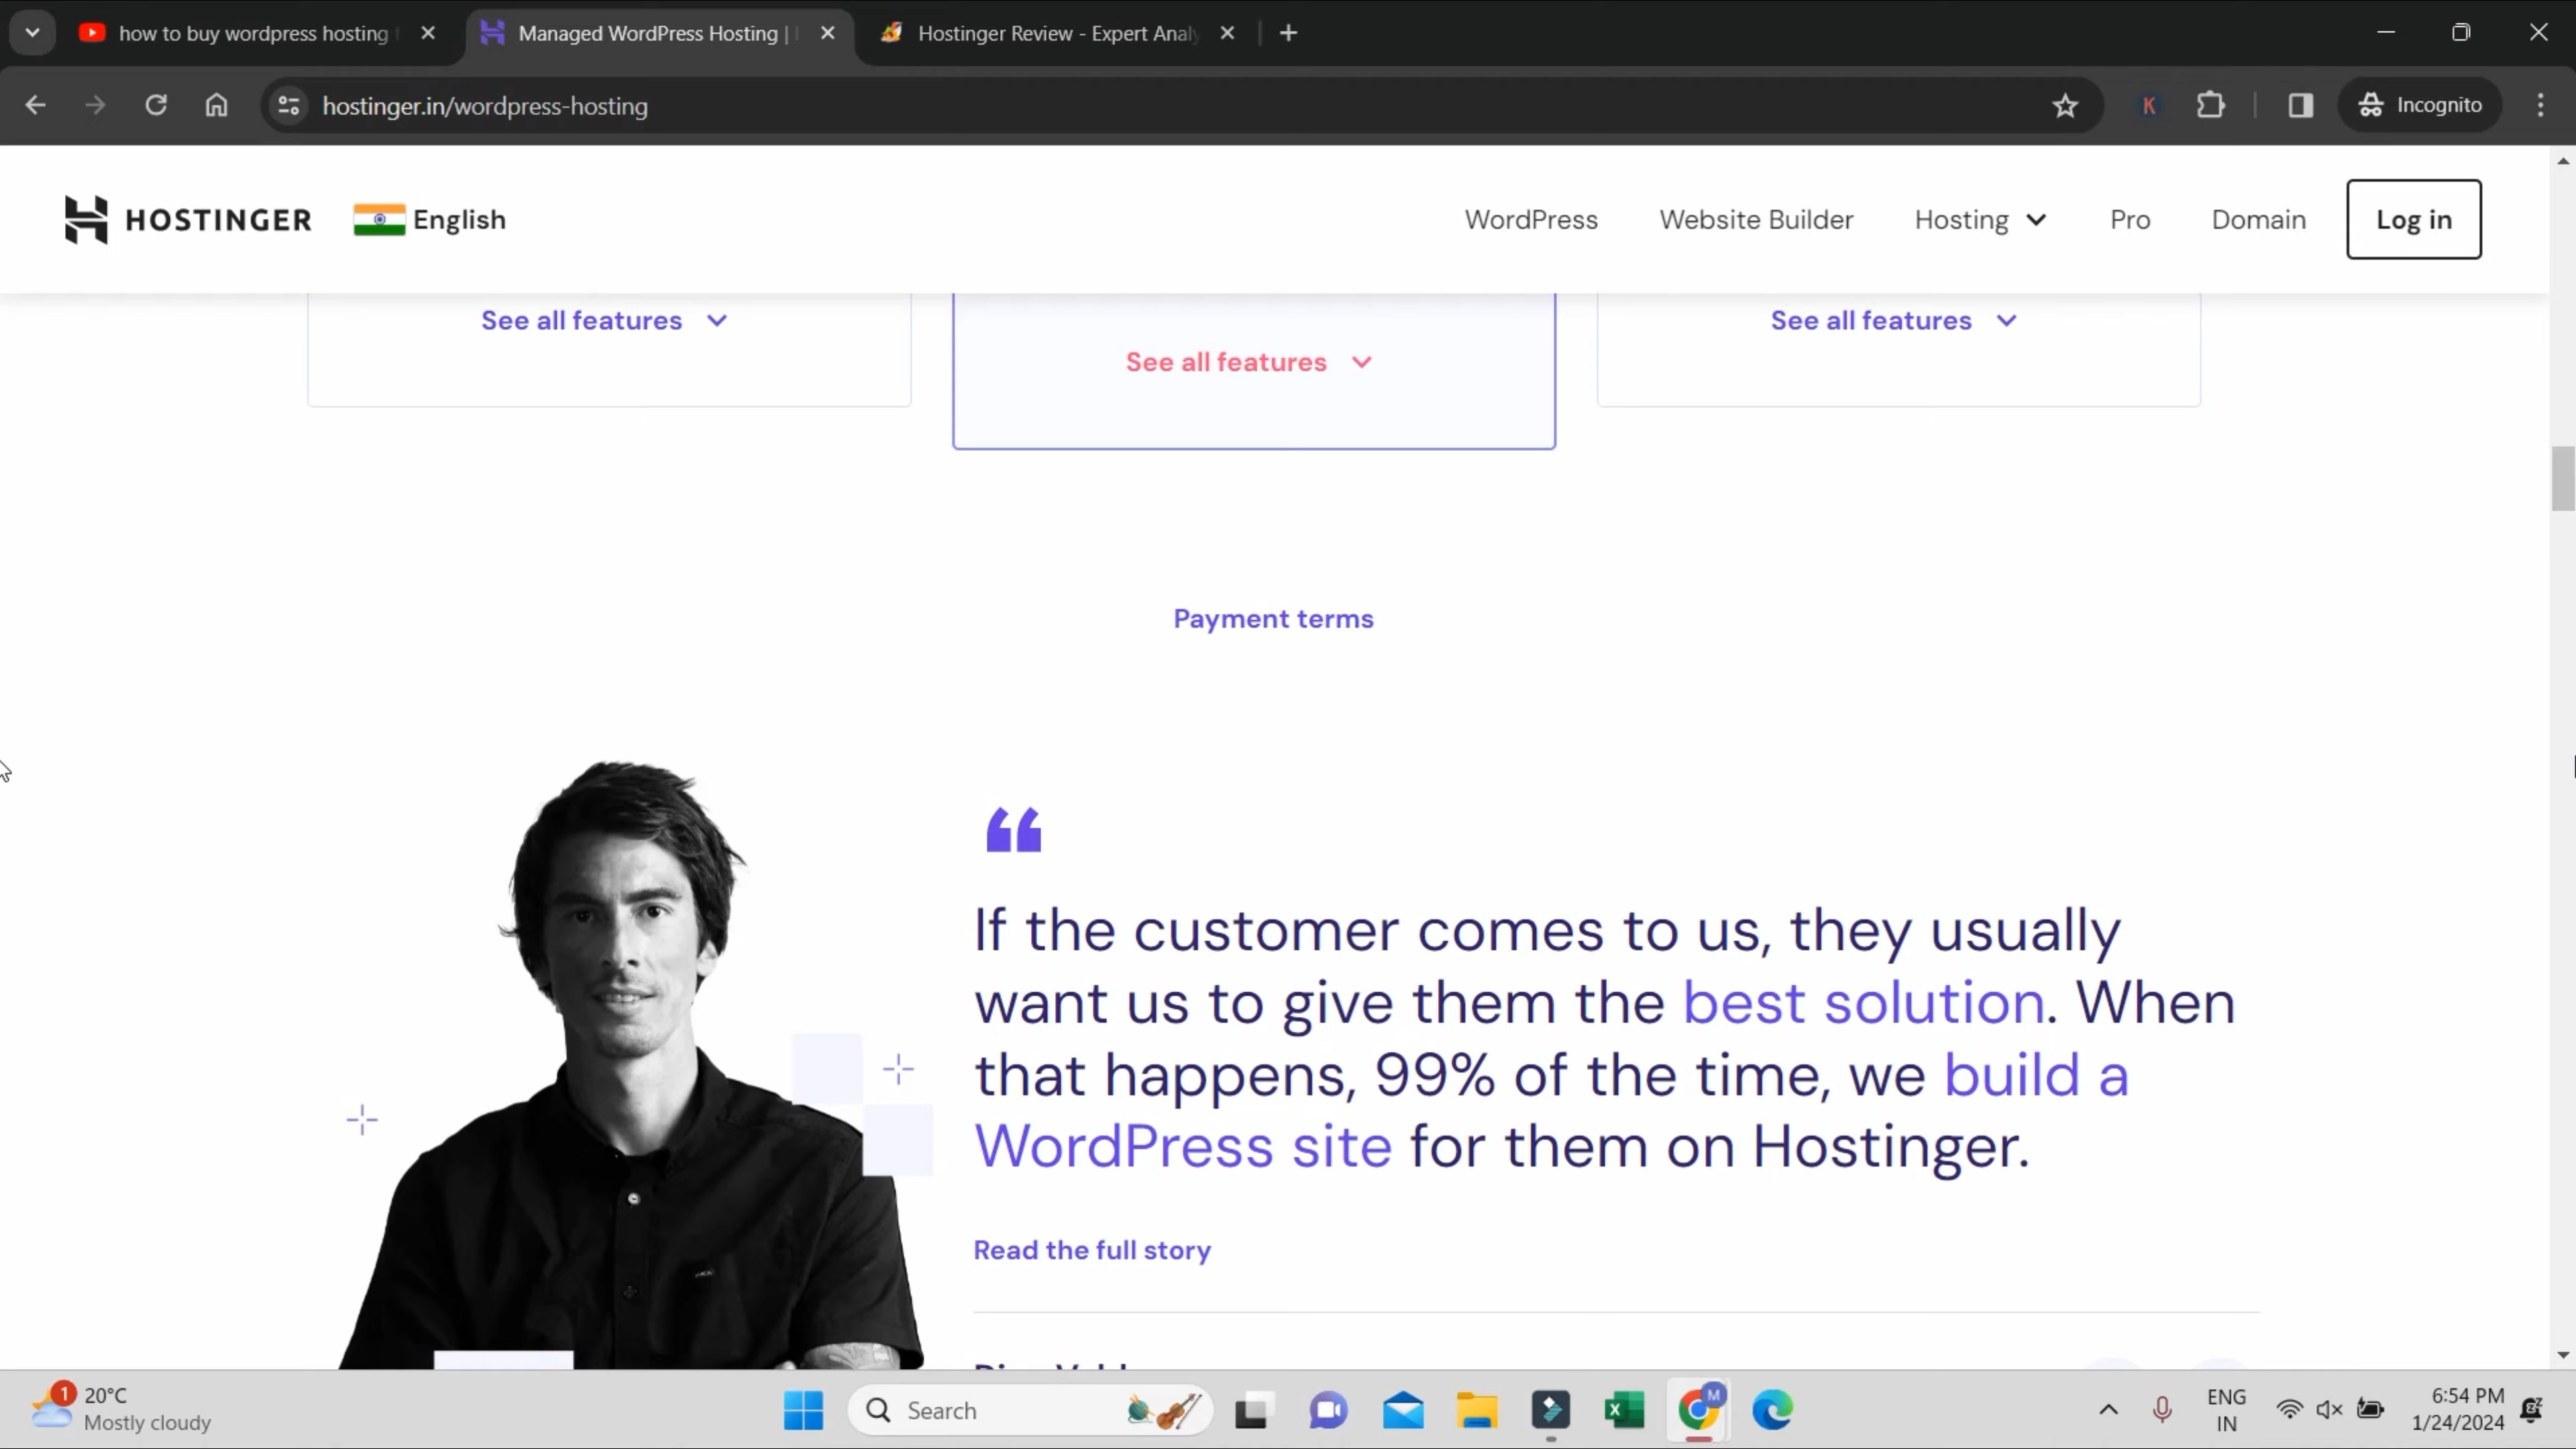 how to buy wordpress hosting
Managed WordPress Hosting |
Hostinger Review - Expert Analy
hostinger.in/wordpress-hosting
K
Incognito
HOSTINGER
English
WordPress
Website Builder
Hosting
Pro
Domain
Log in
See all features
See all features
See all features
Payment terms
“
If the customer comes to us, they usually
want us to give them the best solution. When
that happens, 99% of the time, we build a
WordPress site for them on Hostinger.
Read the full story
1
20°C
Mostly cloudy
Search
M
ENG
IN
6:54 PM
1/24/2024